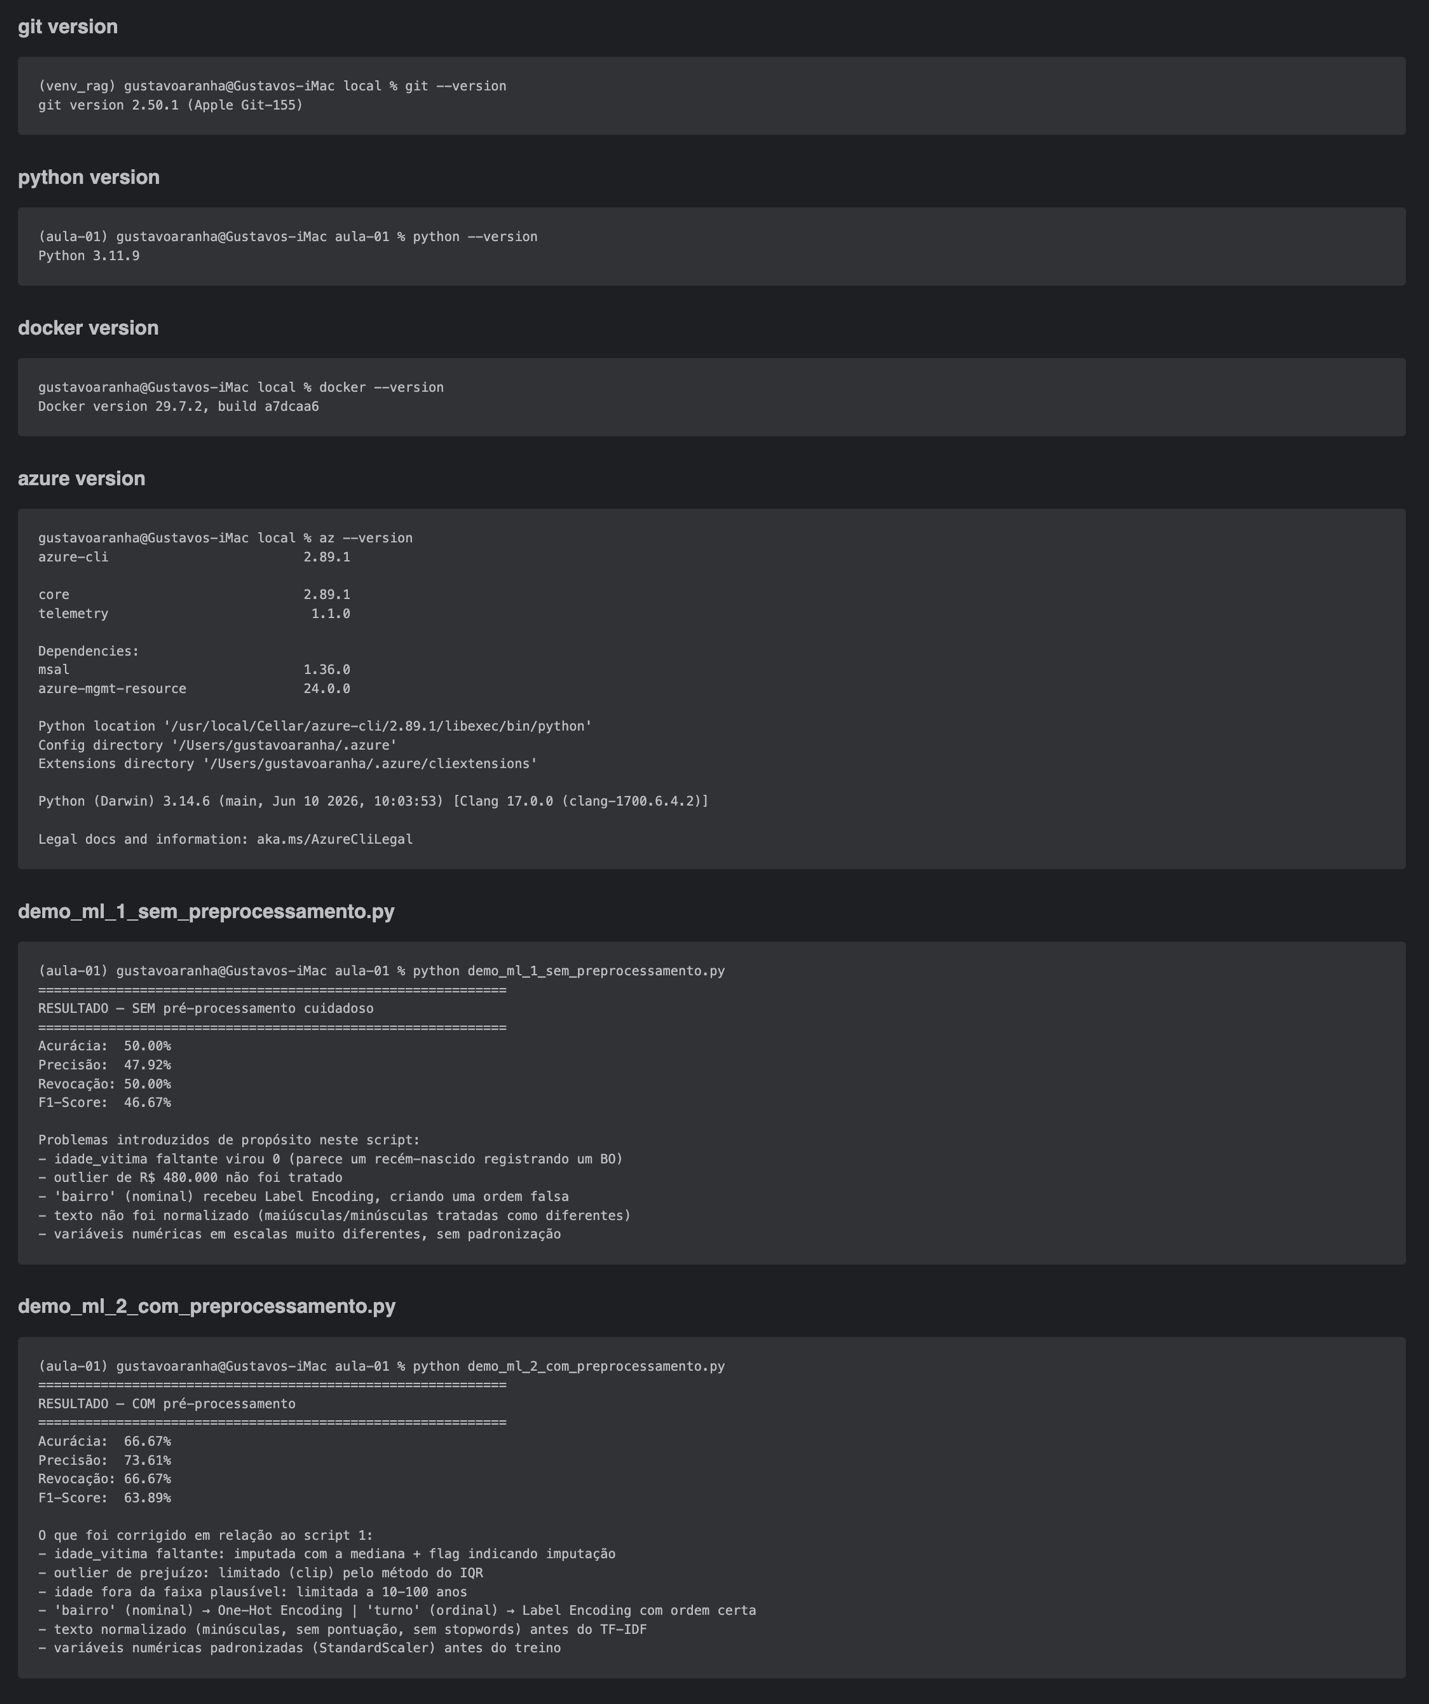 git version
(venv_rag) gustavoaranha@Gustavos-iMac local % git --version
git version 2.50.1 (Apple Git-155)
python version
(aula-01) gustavoaranha@Gustavos-iMac aula-01 % python --version
Python 3.11.9
docker version
gustavoaranha@Gustavos-iMac local % docker --version
Docker version 29.7.2, build a7dcaa6
azure version
gustavoaranha@Gustavos-iMac local % az --version
azure-cli                         2.89.1
core                              2.89.1
telemetry                          1.1.0
Dependencies:
msal                              1.36.0
azure-mgmt-resource               24.0.0
Python location '/usr/local/Cellar/azure-cli/2.89.1/libexec/bin/python'
Config directory '/Users/gustavoaranha/.azure'
Extensions directory '/Users/gustavoaranha/.azure/cliextensions'
Python (Darwin) 3.14.6 (main, Jun 10 2026, 10:03:53) [Clang 17.0.0 (clang-1700.6.4.2)]
Legal docs and information: aka.ms/AzureCliLegal
demo_ml_1_sem_preprocessamento.py
(aula-01) gustavoaranha@Gustavos-iMac aula-01 % python demo_ml_1_sem_preprocessamento.py
============================================================
RESULTADO — SEM pré-processamento cuidadoso
============================================================
Acurácia:  50.00%
Precisão:  47.92%
Revocação: 50.00%
F1-Score:  46.67%
Problemas introduzidos de propósito neste script:
- idade_vitima faltante virou 0 (parece um recém-nascido registrando um BO)
- outlier de R$ 480.000 não foi tratado
- 'bairro' (nominal) recebeu Label Encoding, criando uma ordem falsa
- texto não foi normalizado (maiúsculas/minúsculas tratadas como diferentes)
- variáveis numéricas em escalas muito diferentes, sem padronização
demo_ml_2_com_preprocessamento.py
(aula-01) gustavoaranha@Gustavos-iMac aula-01 % python demo_ml_2_com_preprocessamento.py
============================================================
RESULTADO — COM pré-processamento
============================================================
Acurácia:  66.67%
Precisão:  73.61%
Revocação: 66.67%
F1-Score:  63.89%
O que foi corrigido em relação ao script 1:
- idade_vitima faltante: imputada com a mediana + flag indicando imputação
- outlier de prejuízo: limitado (clip) pelo método do IQR
- idade fora da faixa plausível: limitada a 10-100 anos
- 'bairro' (nominal) → One-Hot Encoding | 'turno' (ordinal) → Label Encoding com ordem certa
- texto normalizado (minúsculas, sem pontuação, sem stopwords) antes do TF-IDF
- variáveis numéricas padronizadas (StandardScaler) antes do treino